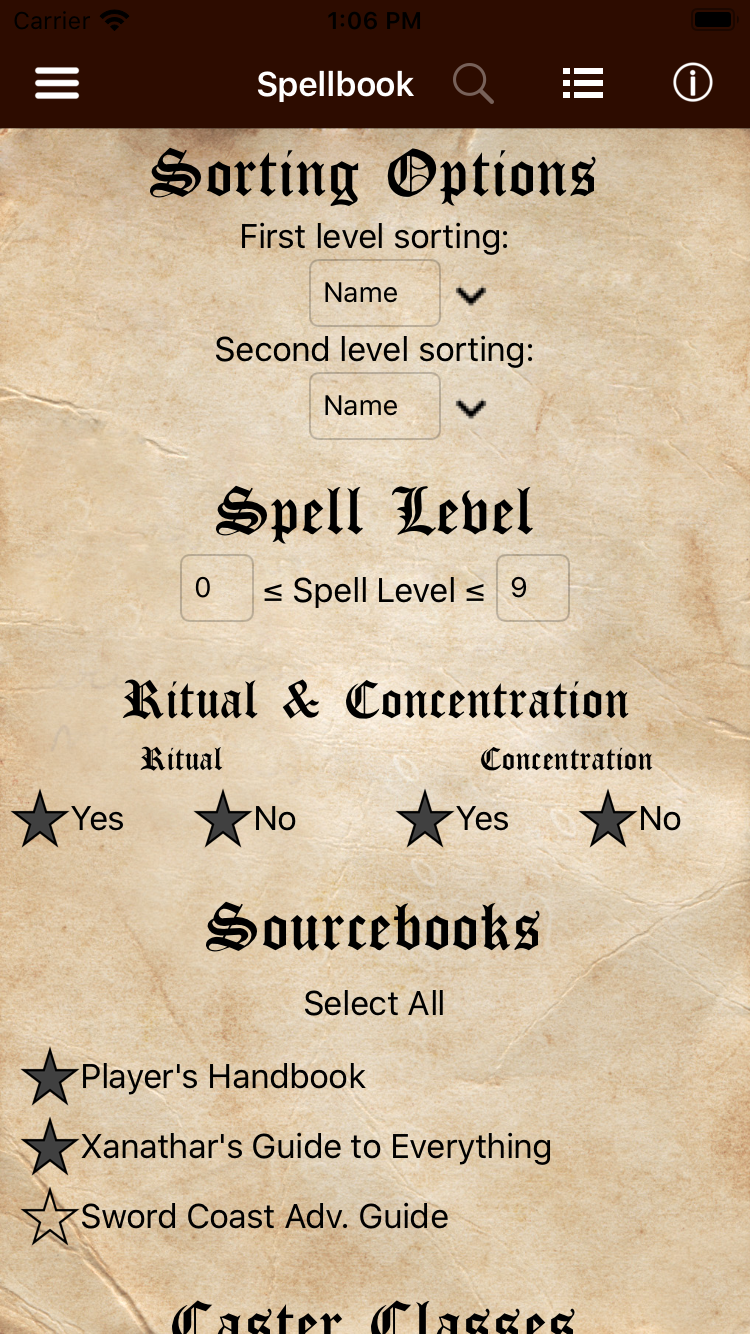 Carrier 1:06 PM
Spellbook
Sorting Options
First level sorting:
Name
Second level sorting:
Name
Spell Level
0 ≤ Spell Level ≤ 9
Ritual & Concentration
Ritual Concentration
Yes No Yes No
Sourcebooks
Select All
Player's Handbook
Xanathar's Guide to Everything
Sword Coast Adv. Guide
Caster Classes